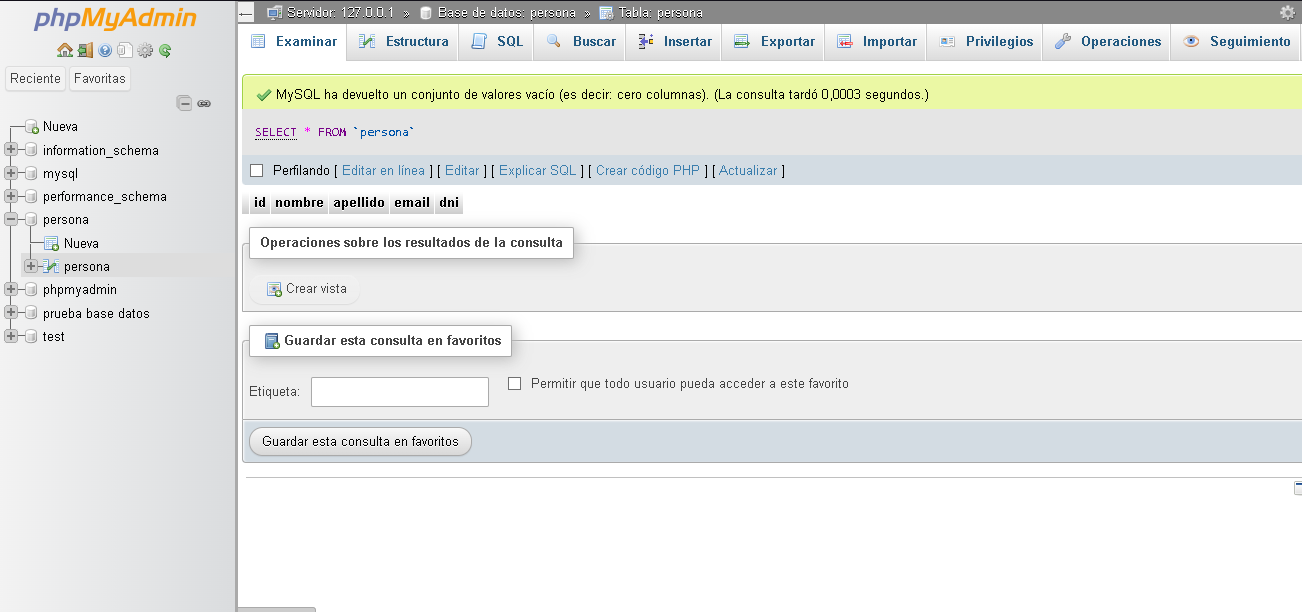 phpMyAdmin
Reciente Favoritas
Nueva
information_schema
mysql
performance_schema
persona
Nueva
persona
phpmyadmin
prueba base datos
test
Servidor: 127.0.0.1 » Base de datos: persona » Tabla: persona
Examinar Estructura SQL Buscar Insertar Exportar Importar Privilegios Operaciones Seguimiento
MySQL ha devuelto un conjunto de valores vacío (es decir: cero columnas). (La consulta tardó 0,0003 segundos.)
SELECT * FROM `persona`
Perfilando [ Editar en línea ] [ Editar ] [ Explicar SQL ] [ Crear código PHP ] [ Actualizar ]
id nombre apellido email dni
Operaciones sobre los resultados de la consulta
Crear vista
Guardar esta consulta en favoritos
Etiqueta: Permitir que todo usuario pueda acceder a este favorito
Guardar esta consulta en favoritos